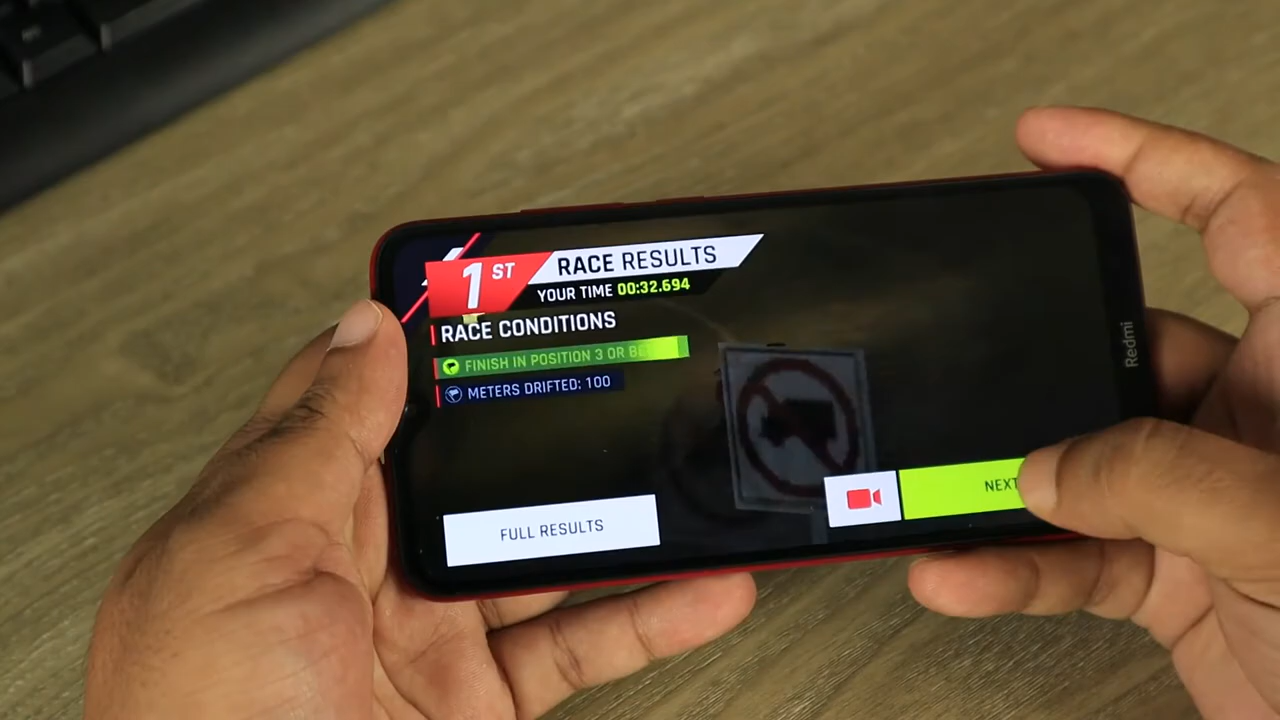 1ST RACE RESULTS
YOUR TIME 00:32.694
RACE CONDITIONS
FINISH IN POSITION 3 OR BE
METERS DRIFTED: 100
NEXT
FULL RESULTS
Redmi